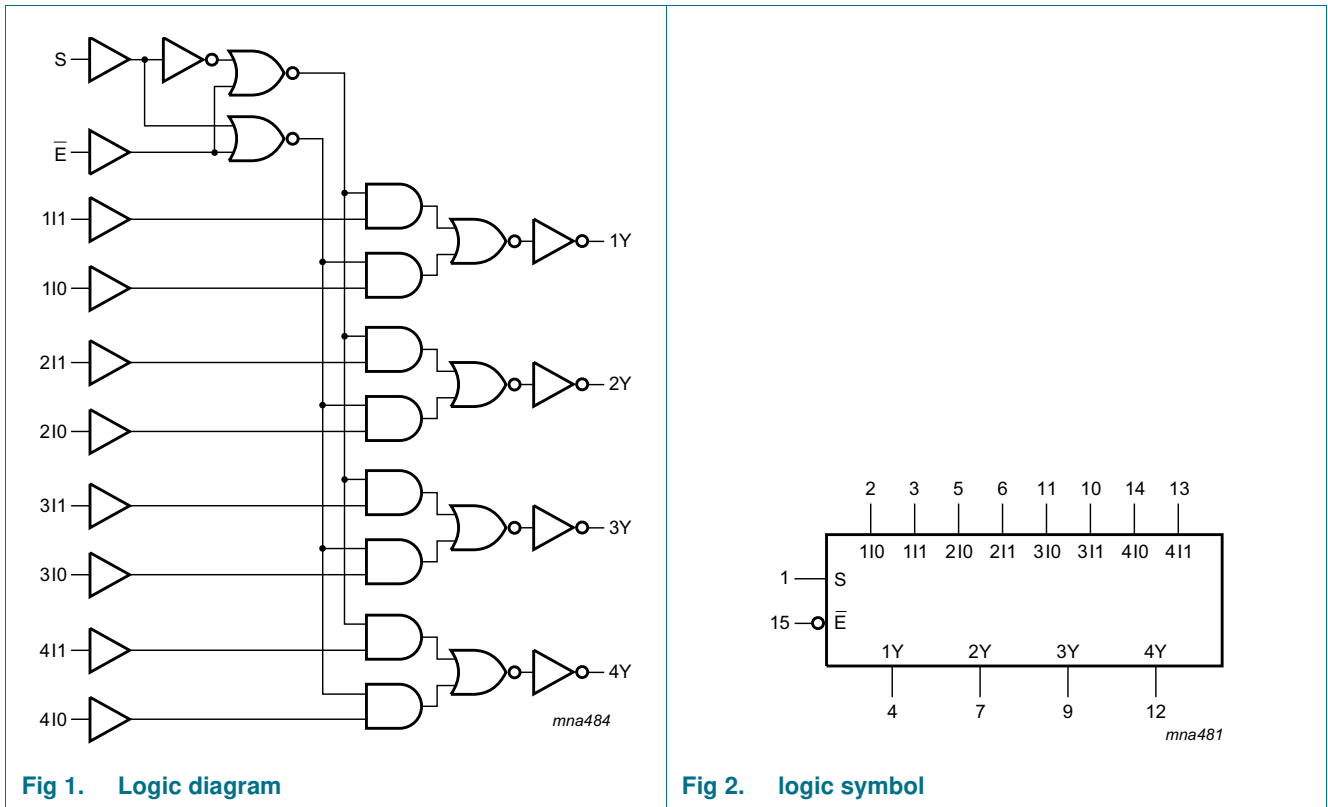 S
E̅
1I1
1I0
2I1
2I0
3I1
3I0
4I1
4I0
1Y
2Y
3Y
4Y
mna484
Fig 1. Logic diagram
2 3 5 6 11 10 14 13
1I0 1I1 2I0 2I1 3I0 3I1 4I0 4I1
1 S
15 E̅
1Y 2Y 3Y 4Y
4 7 9 12
mna481
Fig 2. logic symbol